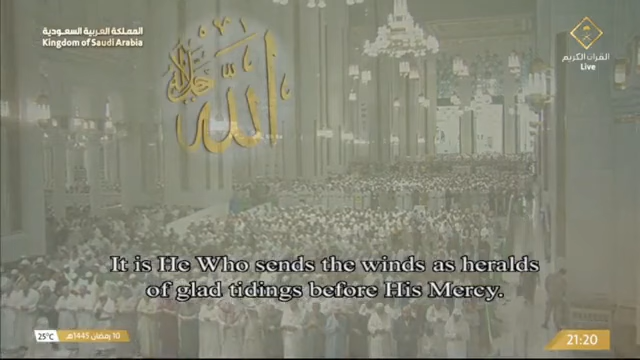 المملكة العربية السعودية
Kingdom of Saudi Arabia
الله جل جلاله
القرآن الكريم
Live
It is He Who sends the winds as heralds
of glad tidings before His Mercy.
25°C
10 رمضان 1445هـ
21:20